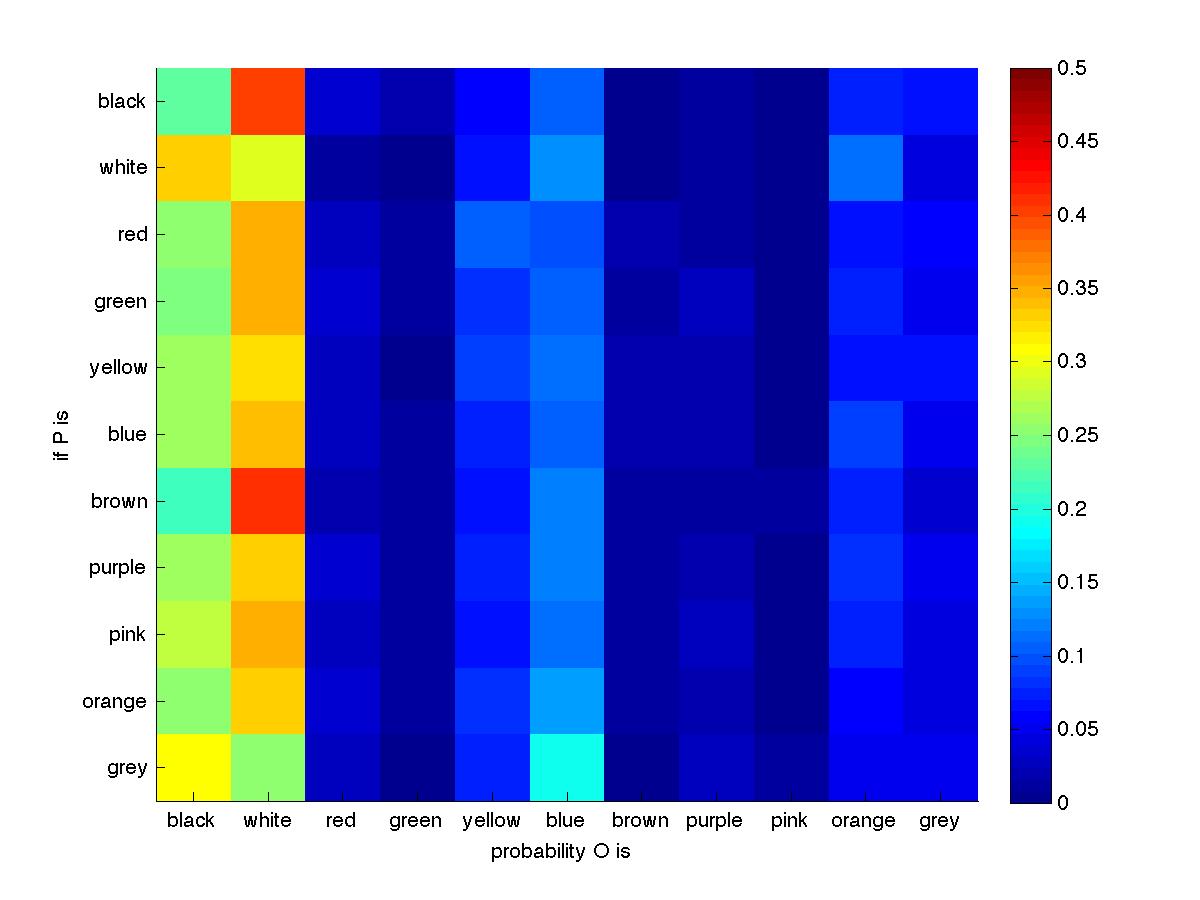 black
white
red
green
yellow
blue
brown
purple
pink
orange
grey
if P is
black white red green yellow blue brown purple pink orange grey
probability O is
0.5
0.45
0.4
0.35
0.3
0.25
0.2
0.15
0.1
0.05
0